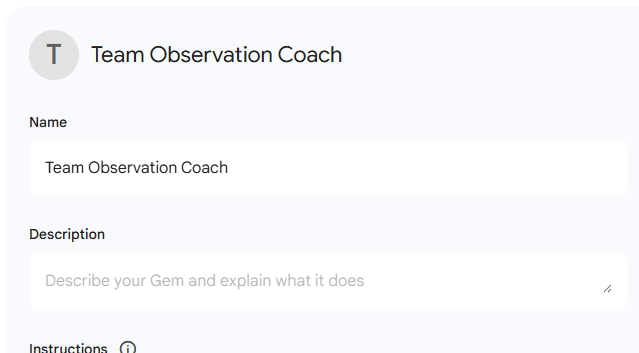 T
Team Observation Coach
Name
Team Observation Coach
Description
Describe your Gem and explain what it does
Instructions